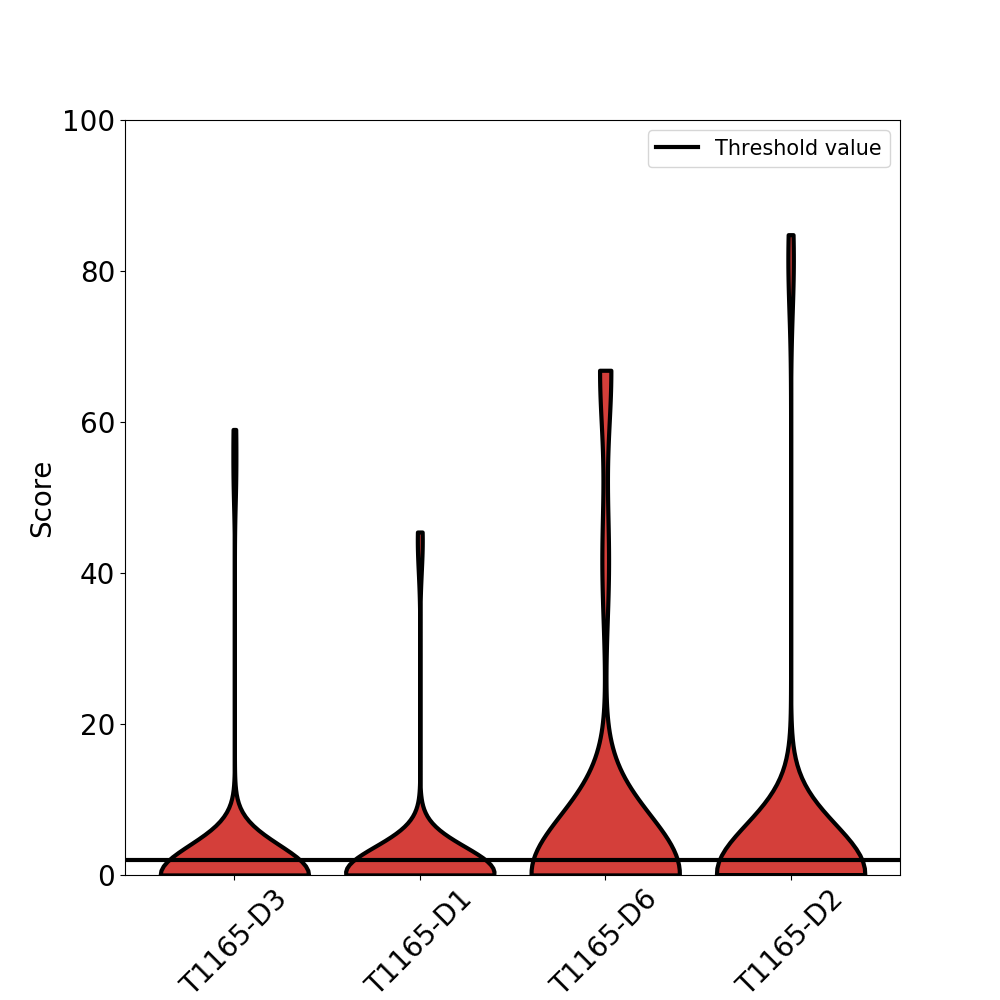 Threshold value
100
80
60
40
20
0
Score
T1165-D3
T1165-D1
T1165-D6
T1165-D2